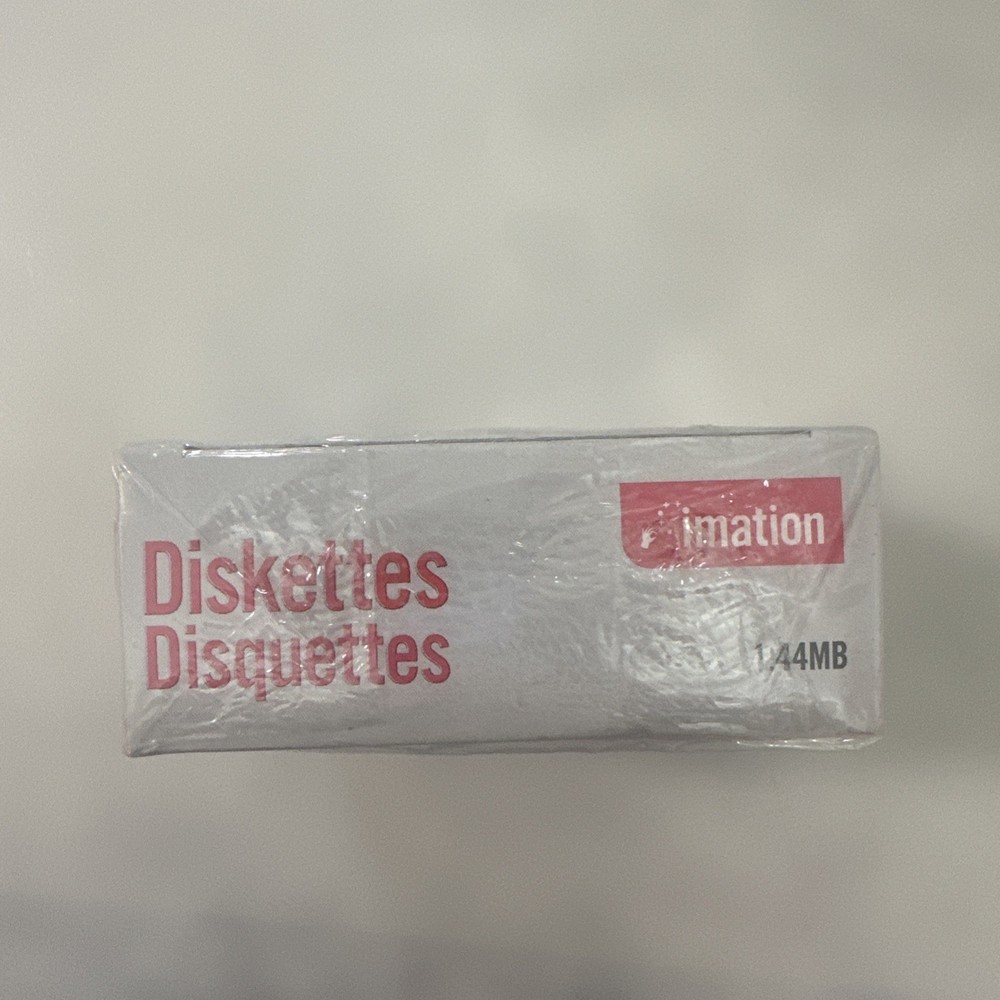 imation
Diskettes
Disquettes
1.44MB